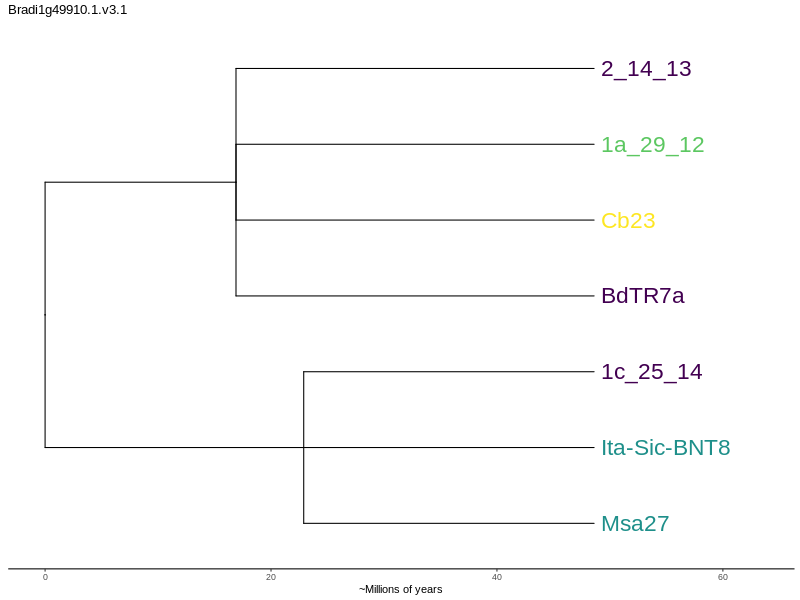 Bradi1g49910.1.v3.1
2_14_13
1a_29_12
Cb23
BdTR7a
1c_25_14
Ita-Sic-BNT8
Msa27
0 20 40 60
~Millions of years